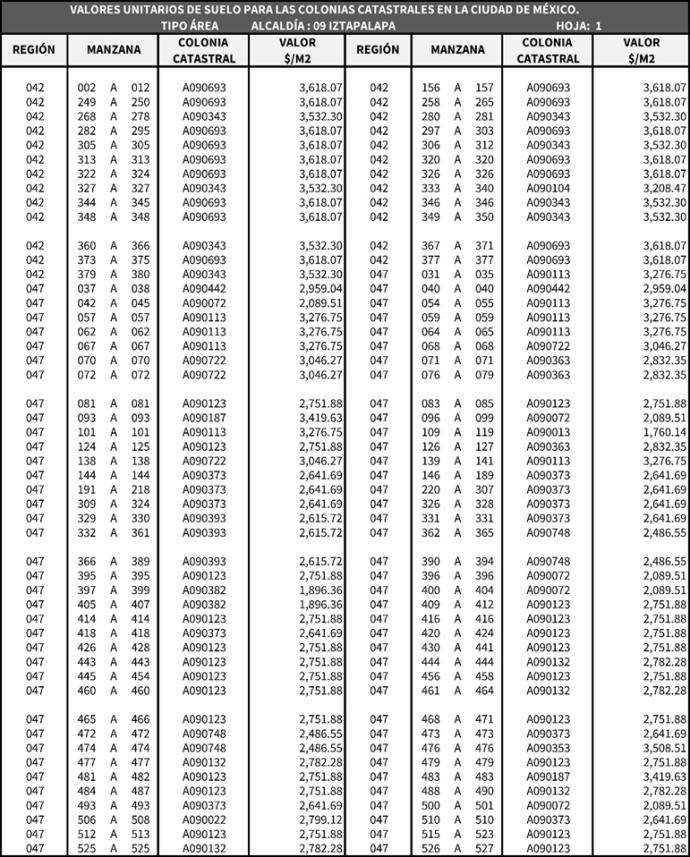 VALORES UNITARIOS DE SUELO PARA LAS COLONIAS CATASTRALES EN LA CIUDAD DE MÉXICO.
TIPO ÁREA ALCALDÍA : 09 IZTAPALAPA HOJA: 1
REGIÓN MANZANA COLONIA CATASTRAL VALOR $/M2 REGIÓN MANZANA COLONIA CATASTRAL VALOR $/M2
042 002 A 012 A090693 3,618.07 042 156 A 157 A090693 3,618.07
042 249 A 250 A090693 3,618.07 042 258 A 265 A090693 3,618.07
042 268 A 278 A090343 3,532.30 042 280 A 281 A090343 3,532.30
042 282 A 295 A090693 3,618.07 042 297 A 303 A090693 3,618.07
042 305 A 305 A090693 3,618.07 042 306 A 312 A090343 3,532.30
042 313 A 313 A090693 3,618.07 042 320 A 320 A090693 3,618.07
042 322 A 324 A090693 3,618.07 042 326 A 326 A090693 3,618.07
042 327 A 327 A090343 3,532.30 042 333 A 340 A090104 3,208.47
042 344 A 345 A090693 3,618.07 042 346 A 346 A090343 3,532.30
042 348 A 348 A090693 3,618.07 042 349 A 350 A090343 3,532.30
042 360 A 366 A090343 3,532.30 042 367 A 371 A090693 3,618.07
042 373 A 375 A090693 3,618.07 042 377 A 377 A090693 3,618.07
042 379 A 380 A090343 3,532.30 047 031 A 035 A090113 3,276.75
047 037 A 038 A090442 2,959.04 047 040 A 040 A090442 2,959.04
047 042 A 045 A090072 2,089.51 047 054 A 055 A090113 3,276.75
047 057 A 057 A090113 3,276.75 047 059 A 059 A090113 3,276.75
047 062 A 062 A090113 3,276.75 047 064 A 065 A090113 3,276.75
047 067 A 067 A090113 3,276.75 047 068 A 068 A090722 3,046.27
047 070 A 070 A090722 3,046.27 047 071 A 071 A090363 2,832.35
047 072 A 072 A090722 3,046.27 047 076 A 079 A090363 2,832.35
047 081 A 081 A090123 2,751.88 047 083 A 085 A090123 2,751.88
047 093 A 093 A090187 3,419.63 047 096 A 099 A090072 2,089.51
047 101 A 101 A090113 3,276.75 047 109 A 119 A090013 1,760.14
047 124 A 125 A090123 2,751.88 047 126 A 127 A090363 2,832.35
047 138 A 138 A090722 3,046.27 047 139 A 141 A090113 3,276.75
047 144 A 144 A090373 2,641.69 047 146 A 189 A090373 2,641.69
047 191 A 218 A090373 2,641.69 047 220 A 307 A090373 2,641.69
047 309 A 324 A090373 2,641.69 047 326 A 328 A090373 2,641.69
047 329 A 330 A090393 2,615.72 047 331 A 331 A090373 2,641.69
047 332 A 361 A090393 2,615.72 047 362 A 365 A090748 2,486.55
047 366 A 389 A090393 2,615.72 047 390 A 394 A090748 2,486.55
047 395 A 395 A090123 2,751.88 047 396 A 396 A090072 2,089.51
047 397 A 399 A090382 1,896.36 047 400 A 404 A090072 2,089.51
047 405 A 407 A090382 1,896.36 047 409 A 412 A090123 2,751.88
047 414 A 414 A090123 2,751.88 047 416 A 416 A090123 2,751.88
047 418 A 418 A090373 2,641.69 047 420 A 424 A090123 2,751.88
047 426 A 428 A090123 2,751.88 047 430 A 441 A090123 2,751.88
047 443 A 443 A090123 2,751.88 047 444 A 444 A090132 2,782.28
047 445 A 454 A090123 2,751.88 047 456 A 458 A090123 2,751.88
047 460 A 460 A090123 2,751.88 047 461 A 464 A090132 2,782.28
047 465 A 466 A090123 2,751.88 047 468 A 471 A090123 2,751.88
047 472 A 472 A090748 2,486.55 047 473 A 473 A090373 2,641.69
047 474 A 474 A090748 2,486.55 047 476 A 476 A090353 3,508.51
047 477 A 477 A090132 2,782.28 047 479 A 479 A090123 2,751.88
047 481 A 482 A090123 2,751.88 047 483 A 483 A090187 3,419.63
047 484 A 487 A090123 2,751.88 047 488 A 490 A090132 2,782.28
047 493 A 493 A090373 2,641.69 047 500 A 501 A090072 2,089.51
047 506 A 508 A090022 2,799.12 047 510 A 510 A090373 2,641.69
047 512 A 513 A090123 2,751.88 047 515 A 523 A090123 2,751.88
047 525 A 525 A090132 2,782.28 047 526 A 527 A090123 2,751.88